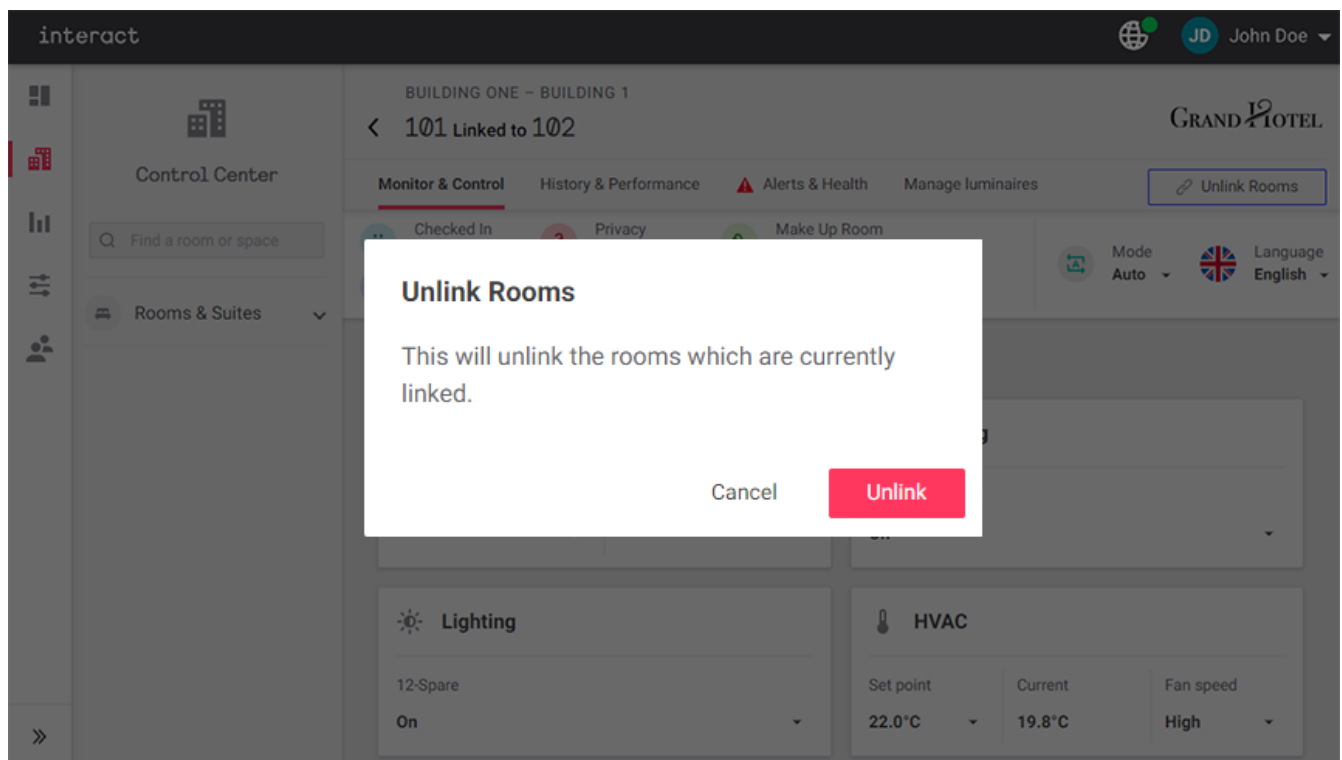 interact
JD John Doe
BUILDING ONE – BUILDING 1
101 Linked to 102
GRAND HOTEL
Control Center
Monitor & Control History & Performance Alerts & Health Manage luminaires Unlink Rooms
Find a room or space
Checked In Privacy Make Up Room
Mode Language
Auto English
Rooms & Suites
Unlink Rooms
This will unlink the rooms which are currently
linked.
Cancel Unlink
Lighting HVAC
12-Spare Set point Current Fan speed
On 22.0°C 19.8°C High